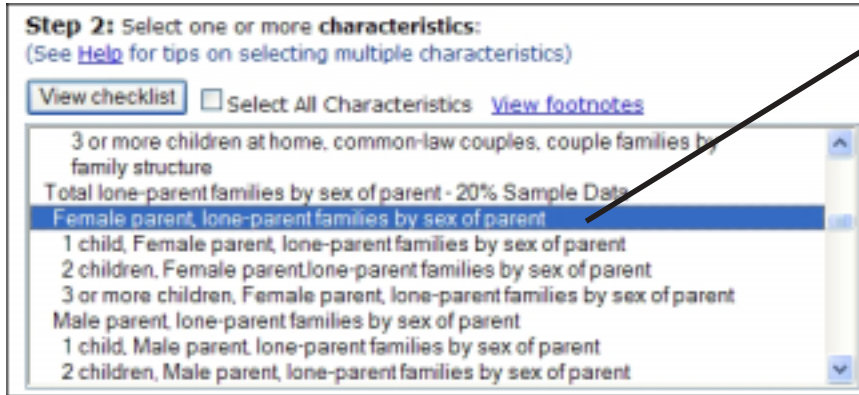 Step 2: Select one or more characteristics:
(See Help for tips on selecting multiple characteristics)
View checklist Select All Characteristics View footnotes
3 or more children at home, common-law couples, couple families by
family structure
Total lone-parent families by sex of parent - 20% Sample Data
Female parent, lone-parent families by sex of parent
1 child, Female parent, lone-parent families by sex of parent
2 children, Female parent,lone-parent families by sex of parent
3 or more children, Female parent, lone-parent families by sex of parent
Male parent, lone-parent families by sex of parent
1 child, Male parent, lone-parent families by sex of parent
2 children, Male parent, lone-parent families by sex of parent